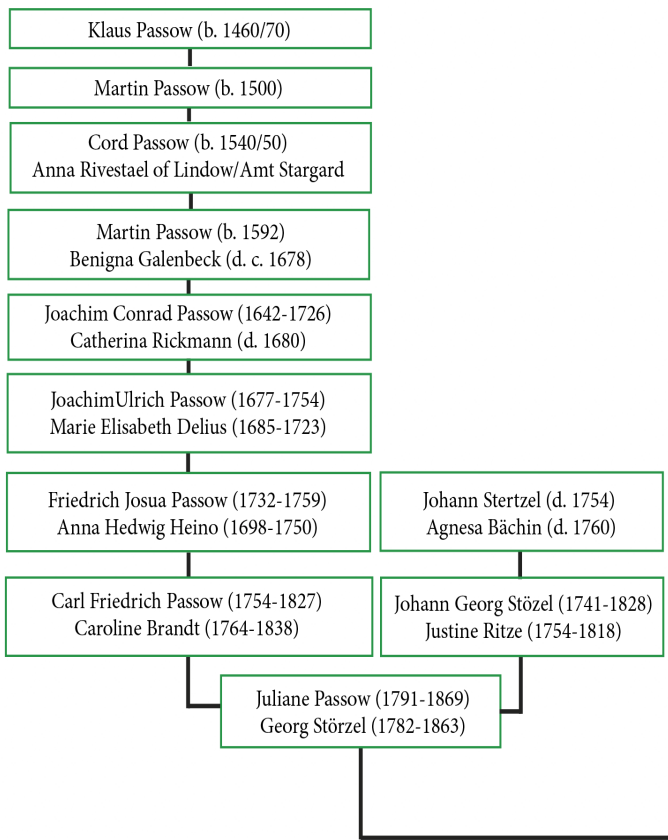 Klaus Passow (b. 1460/70)
Martin Passow (b. 1500)
Cord Passow (b. 1540/50)
Anna Rivestael of Lindow/Amt Stargard
Martin Passow (b. 1592)
Benigna Galenbeck (d. c. 1678)
Joachim Conrad Passow (1642-1726)
Catherina Rickmann (d. 1680)
JoachimUlrich Passow (1677-1754)
Marie Elisabeth Delius (1685-1723)
Friedrich Josua Passow (1732-1759)
Anna Hedwig Heino (1698-1750)
Johann Stertzel (d. 1754)
Agnesa Bächin (d. 1760)
Carl Friedrich Passow (1754-1827)
Caroline Brandt (1764-1838)
Johann Georg Stözel (1741-1828)
Justine Ritze (1754-1818)
Juliane Passow (1791-1869)
Georg Störzel (1782-1863)